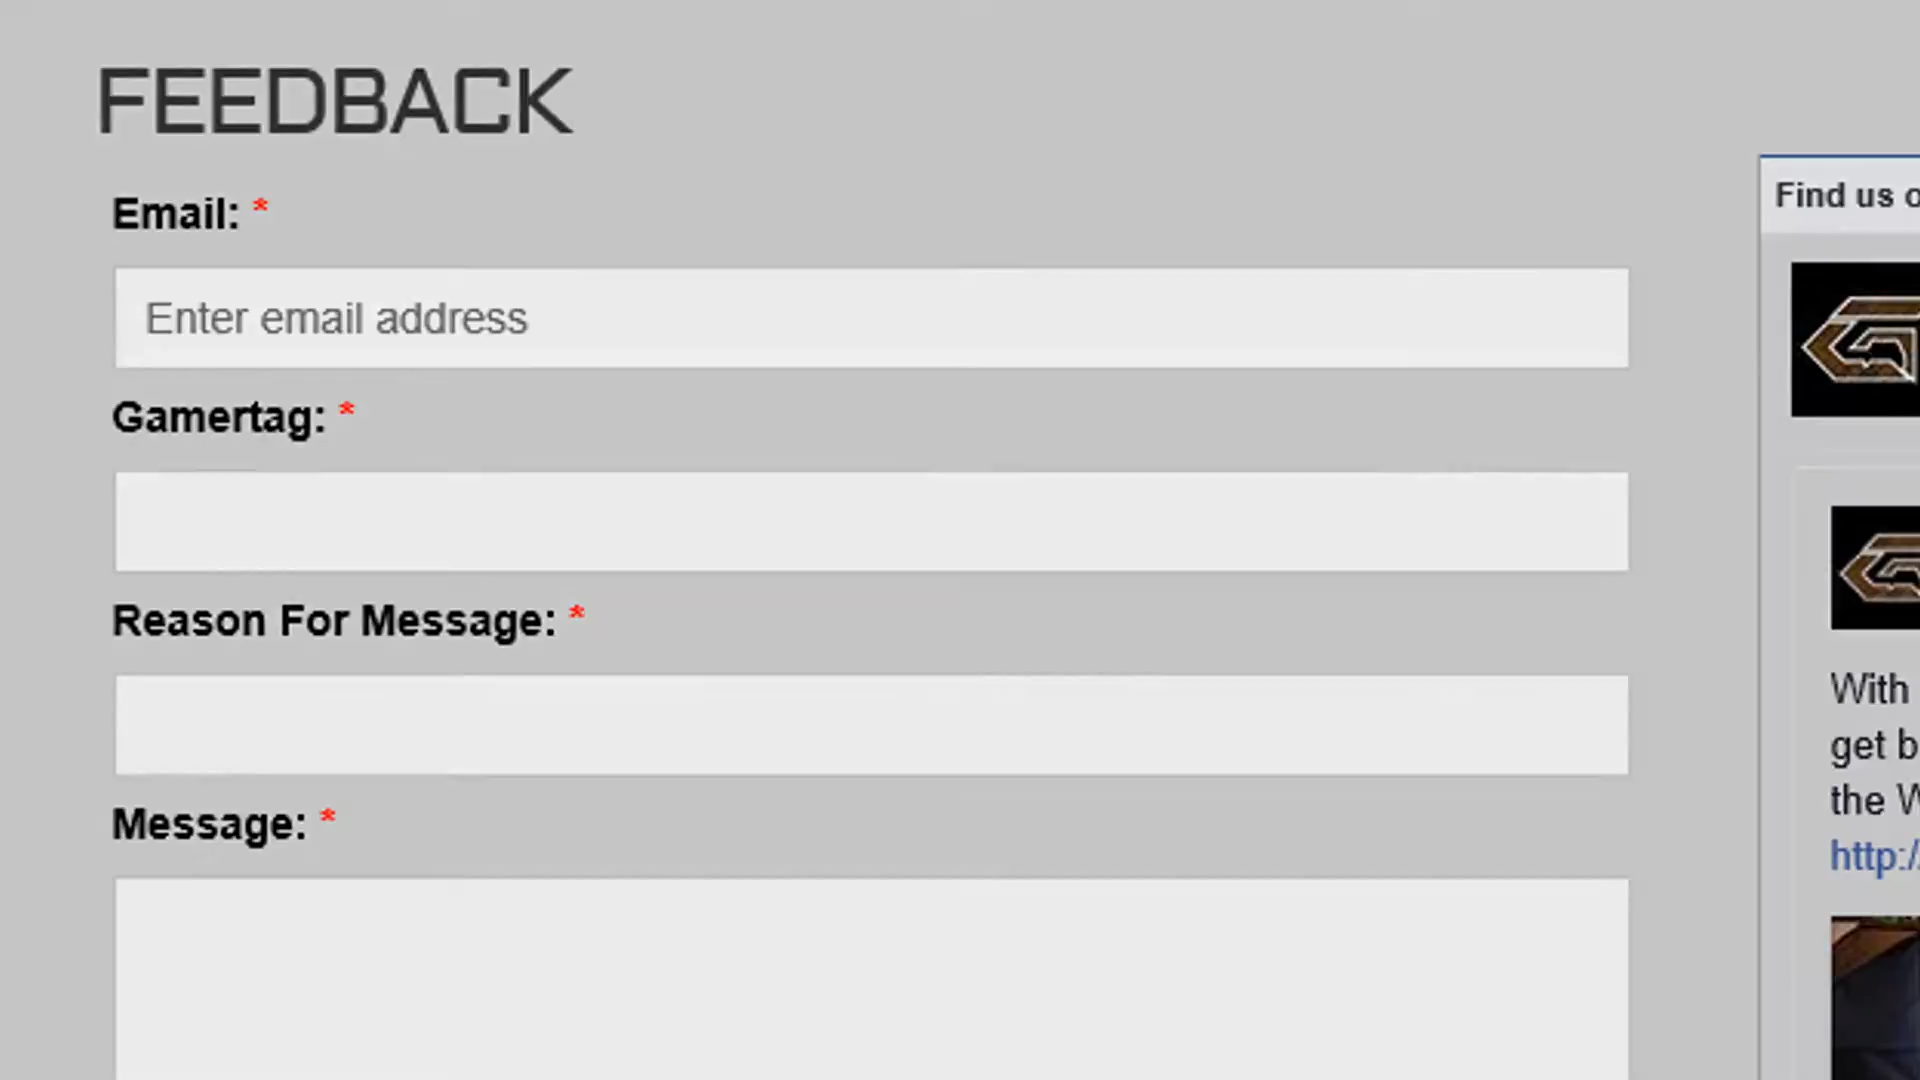 FEEDBACK
Email: *
Enter email address
Gamertag: *
Reason For Message: *
Message: *
Find us
With
get
the
http:/